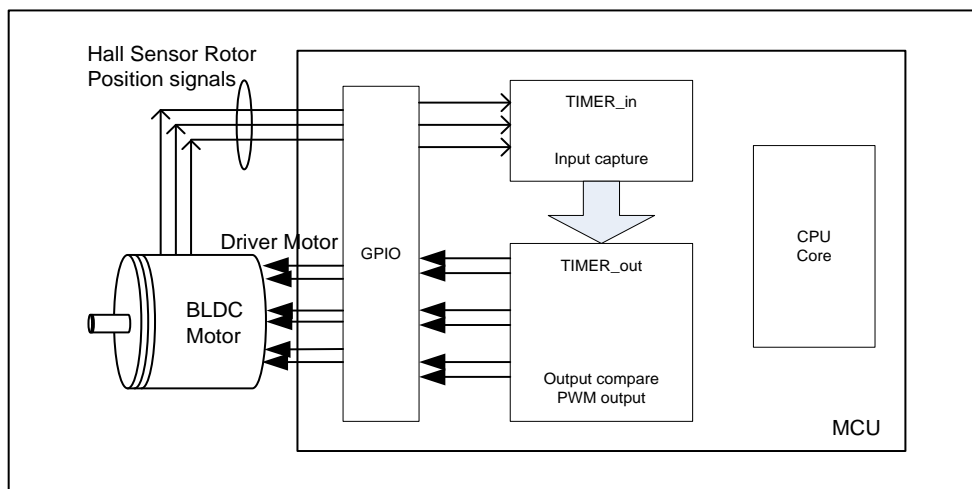 Hall Sensor Rotor
Position signals
TIMER_in
Input capture
Driver Motor
GPIO
TIMER_out
CPU
Core
BLDC
Motor
Output compare
PWM output
MCU